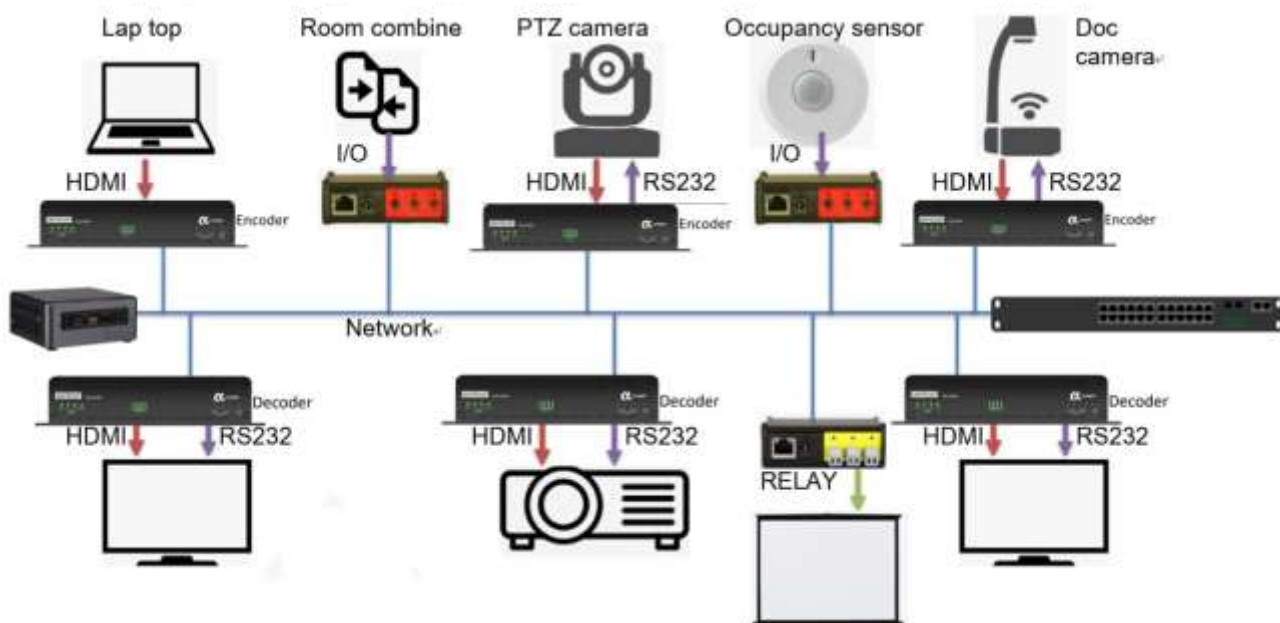 Lap top
Room combine
PTZ camera
Occupancy sensor
Doc
camera
I/O
I/O
HDMI
HDMI
RS232
HDMI
RS232
Encoder
Encoder
Encoder
Network
Decoder
Decoder
Decoder
HDMI
RS232
HDMI
RS232
HDMI
RS232
RELAY